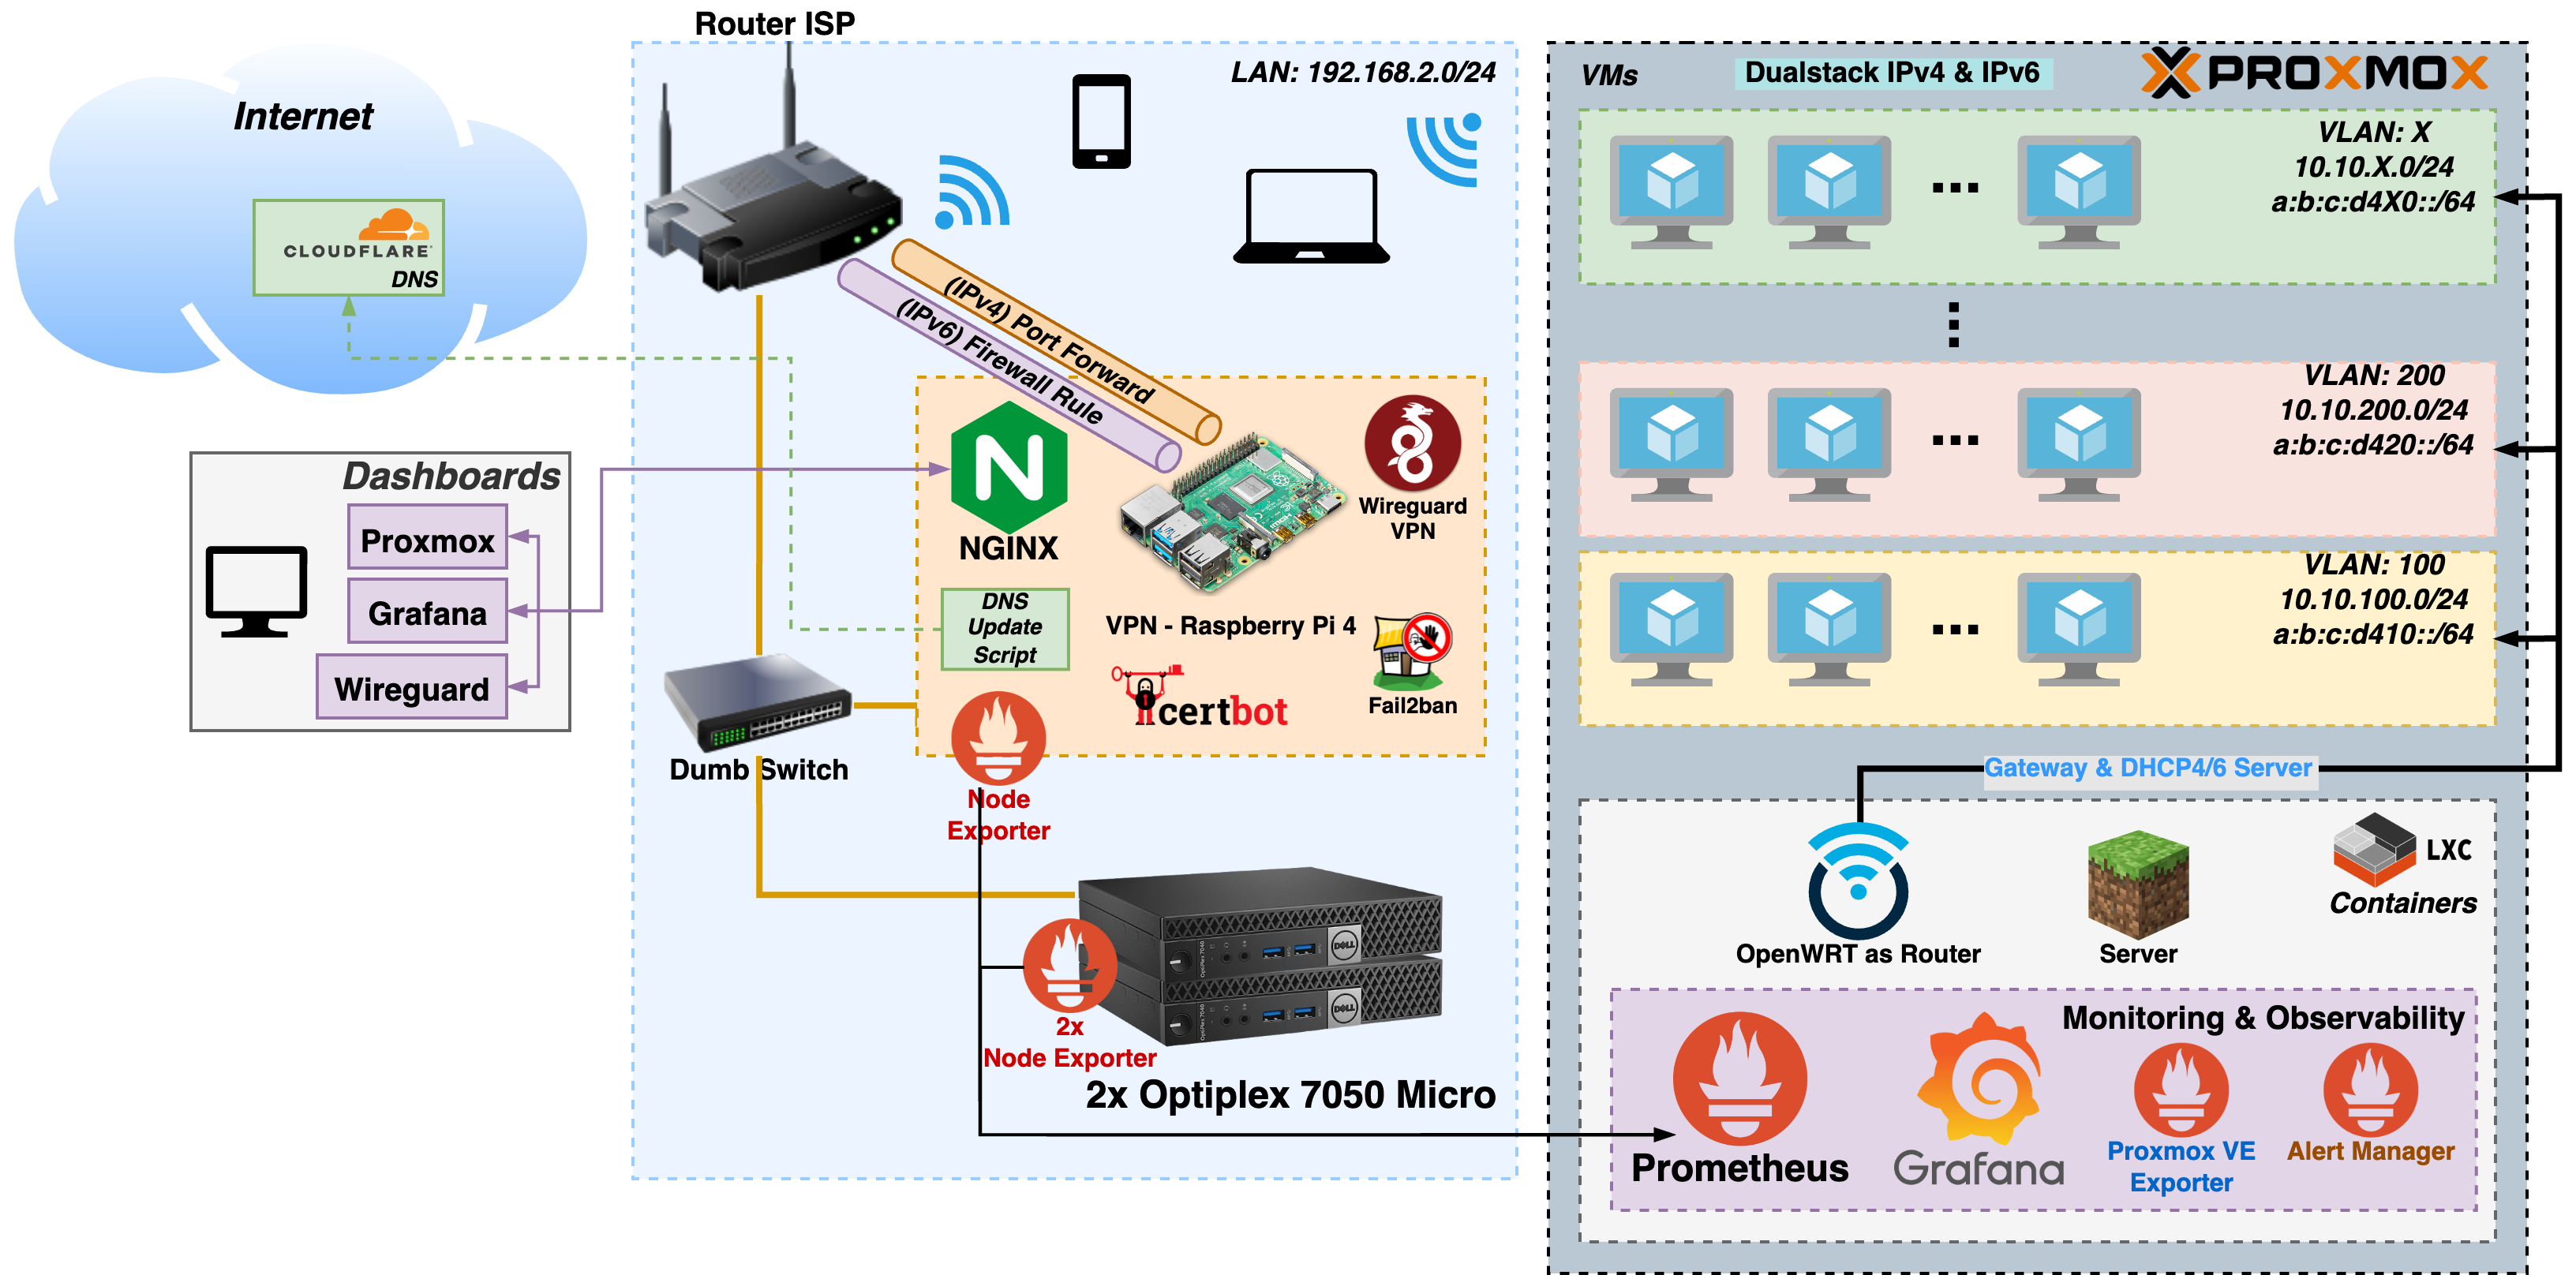 Router ISP
Internet
CLOUDFLARE
DNS
LAN: 192.168.2.0/24
(IPv4) Port Forward
(IPv6) Firewall Rule
Dashboards
Proxmox
Grafana
Wireguard
NGINX
Wireguard
VPN
DNS
Update
Script
VPN - Raspberry Pi 4
certbot
Fail2ban
Dumb Switch
Node
Exporter
2x
Node Exporter
DELL
DELL
2x Optiplex 7050 Micro
VMs
Dualstack IPv4 & IPv6
PROXMOX
VLAN: X
10.10.X.0/24
a:b:c:d4X0::/64
VLAN: 200
10.10.200.0/24
a:b:c:d420::/64
VLAN: 100
10.10.100.0/24
a:b:c:d410::/64
Gateway & DHCP4/6 Server
OpenWRT as Router
Server
LXC
Containers
Monitoring & Observability
Prometheus
Grafana
Proxmox VE
Exporter
Alert Manager